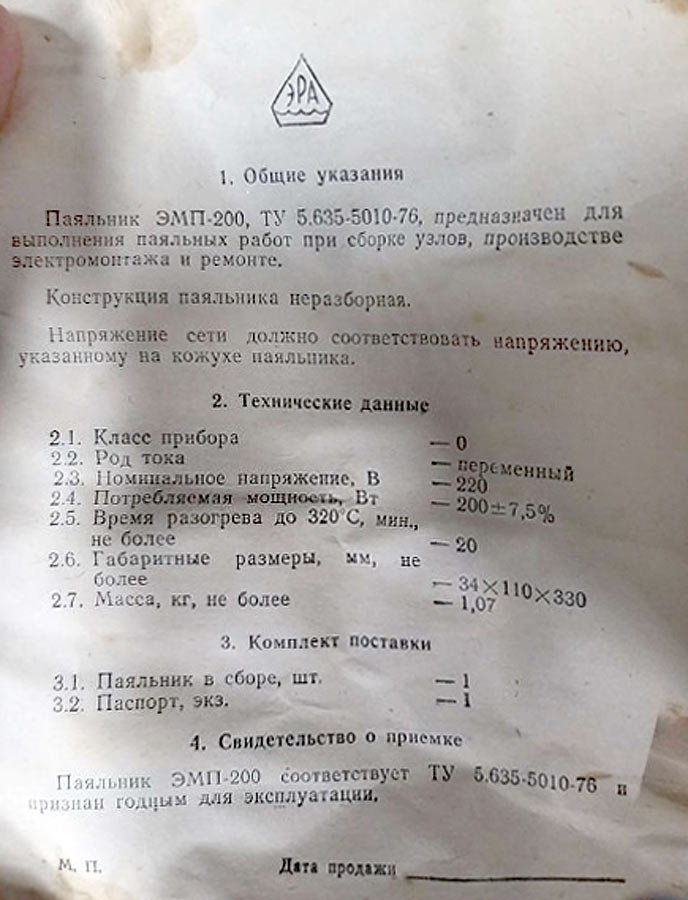 ЭРА
1. Общие указания
Паяльник ЭМП-200, ТУ 5.635-5010-76, предназначен для
выполнения паяльных работ при сборке узлов, производстве
электромонтажа и ремонте.
Конструкция паяльника неразборная.
Напряжение сети должно соответствовать напряжению,
указанному на кожухе паяльника.
2. Технические данные
2.1. Класс прибора — 0
2.2. Род тока — переменный
2.3. Номинальное напряжение, В — 220
2.4. Потребляемая мощность, Вт — 200±7,5%
2.5. Время разогрева до 320°С, мин.,
не более — 20
2.6. Габаритные размеры, мм, не
более — 34×110×330
2.7. Масса, кг, не более — 1,07
3. Комплект поставки
3.1. Паяльник в сборе, шт. — 1
3.2. Паспорт, экз. — 1
4. Свидетельство о приемке
Паяльник ЭМП-200 соответствует ТУ 5.635-5010-76 и
признан годным для эксплуатации.
М. П. Дата продажи